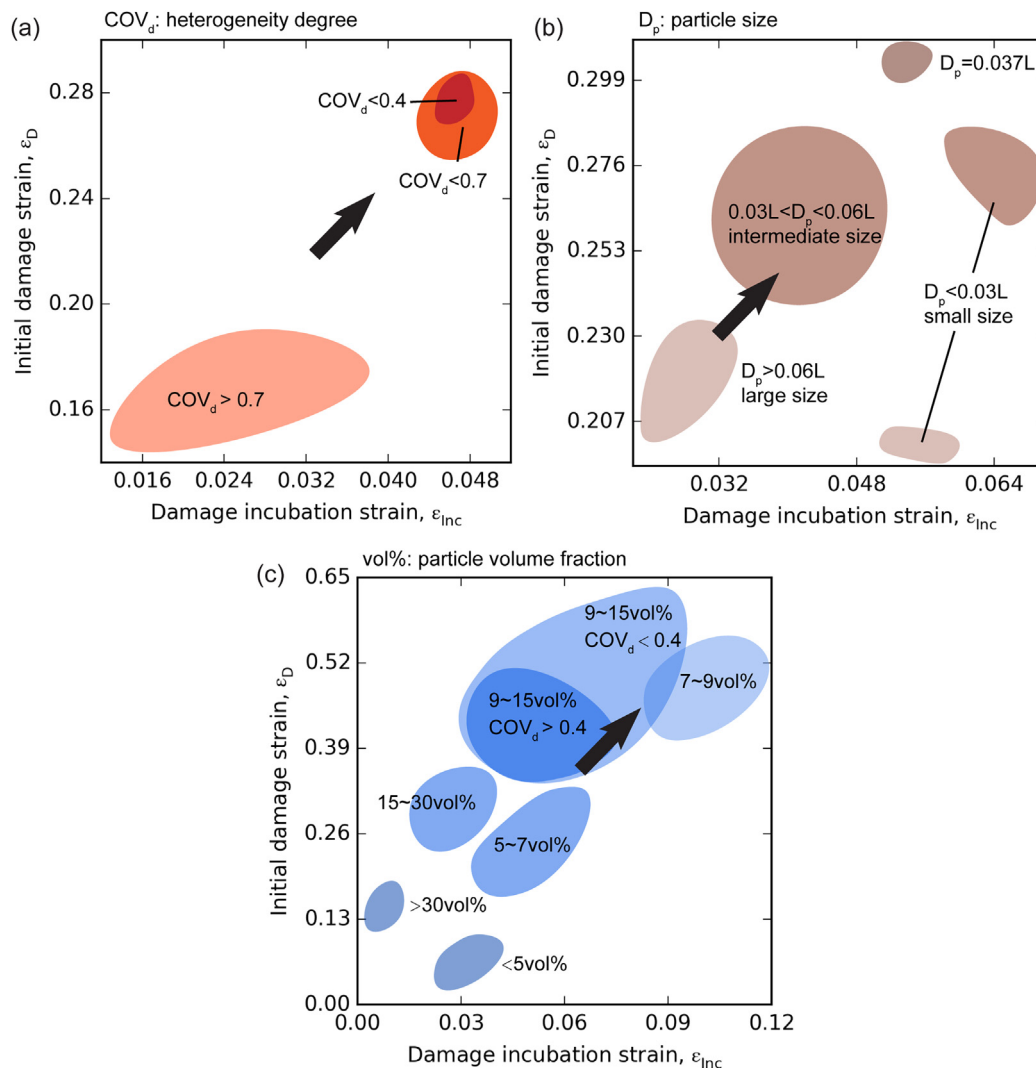 (a)
COVd: heterogeneity degree
Initial damage strain, εD
0.28
0.24
0.20
0.16
COVd<0.4
COVd<0.7
COVd> 0.7
0.016
0.024
0.032
0.040
0.048
Damage incubation strain, εInc
(b)
Dp: particle size
Initial damage strain, εD
0.299
0.276
0.253
0.230
0.207
Dp=0.037L
0.03L<Dp<0.06L
intermediate size
Dp<0.03L
small size
Dp>0.06L
large size
0.032
0.048
0.064
Damage incubation strain, εInc
(c)
vol%: particle volume fraction
Initial damage strain, εD
0.65
0.52
0.39
0.26
0.13
0.00
9~15vol%
COVd< 0.4
7~9vol%
9~15vol%
COVd> 0.4
15~30vol%
5~7vol%
>30vol%
<5vol%
0.00
0.03
0.06
0.09
0.12
Damage incubation strain, εInc